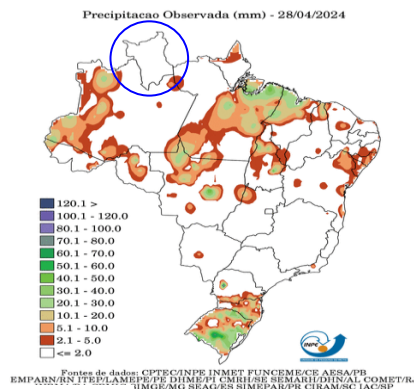 Precipitacao Observada (mm) - 28/04/2024
120.1 >
100.1 - 120.0
80.1 - 100.0
70.1 - 80.0
60.1 - 70.0
50.1 - 60.0
40.1 - 50.0
30.1 - 40.0
20.1 - 30.0
10.1 - 20.0
5.1 - 10.0
2.1 - 5.0
<= 2.0
Fontes de dados: CPTEC/INPE INMET FUNCEME/CE AESA/PB
EMPARN/RN ITEP/LAMEPE/PE DHME/PI CMRH/SE SEMARH/DHN/AL COMET/RJ
SIMEPAR/PR CIRAM/SC IAC/SP